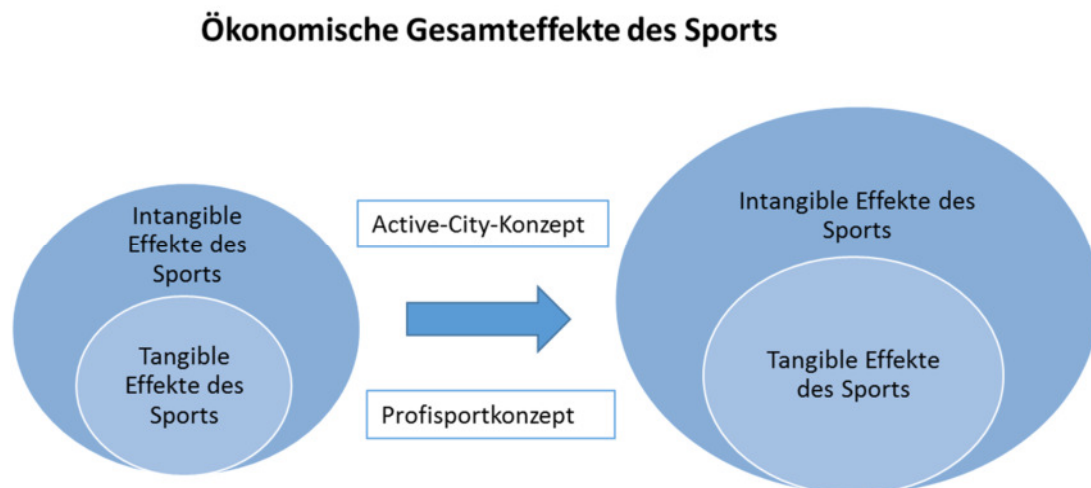 Ökonomische Gesamteffekte des Sports
Intangible
Effekte des
Sports
Tangible
Effekte des
Sports
Active-City-Konzept
Profisportkonzept
Intangible Effekte des
Sports
Tangible Effekte
des Sports